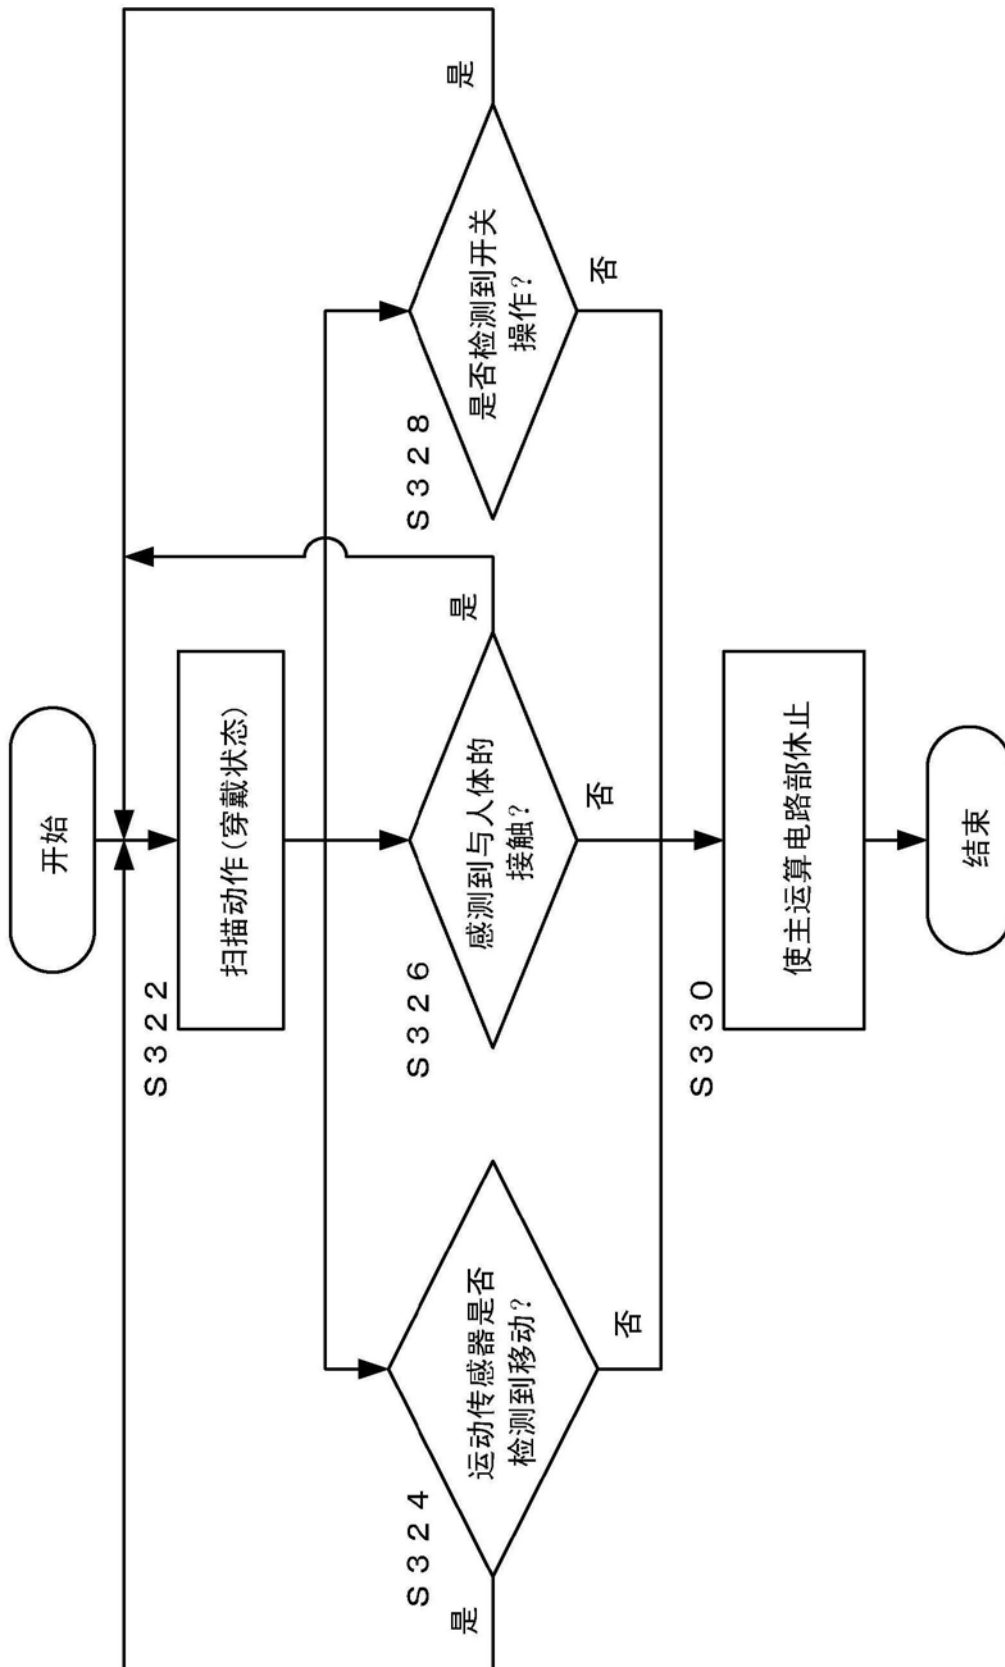 开始
S322
扫描动作(穿戴状态)
S324
运动传感器是否
检测到移动?
是
否
S326
感测到与人体的
接触?
是
否
S328
是否检测到开关
操作?
是
否
S330
使主运算电路部休止
结束